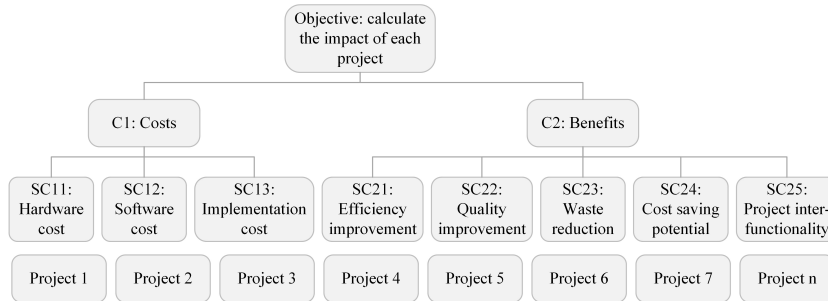 Objective: calculate
the impact of each
project
C1: Costs
C2: Benefits
SC11:
Hardware
cost
SC12:
Software
cost
SC13:
Implementation
cost
SC21:
Efficiency
improvement
SC22:
Quality
improvement
SC23:
Waste
reduction
SC24:
Cost saving
potential
SC25:
Project inter-
functionality
Project 1
Project 2
Project 3
Project 4
Project 5
Project 6
Project 7
Project n